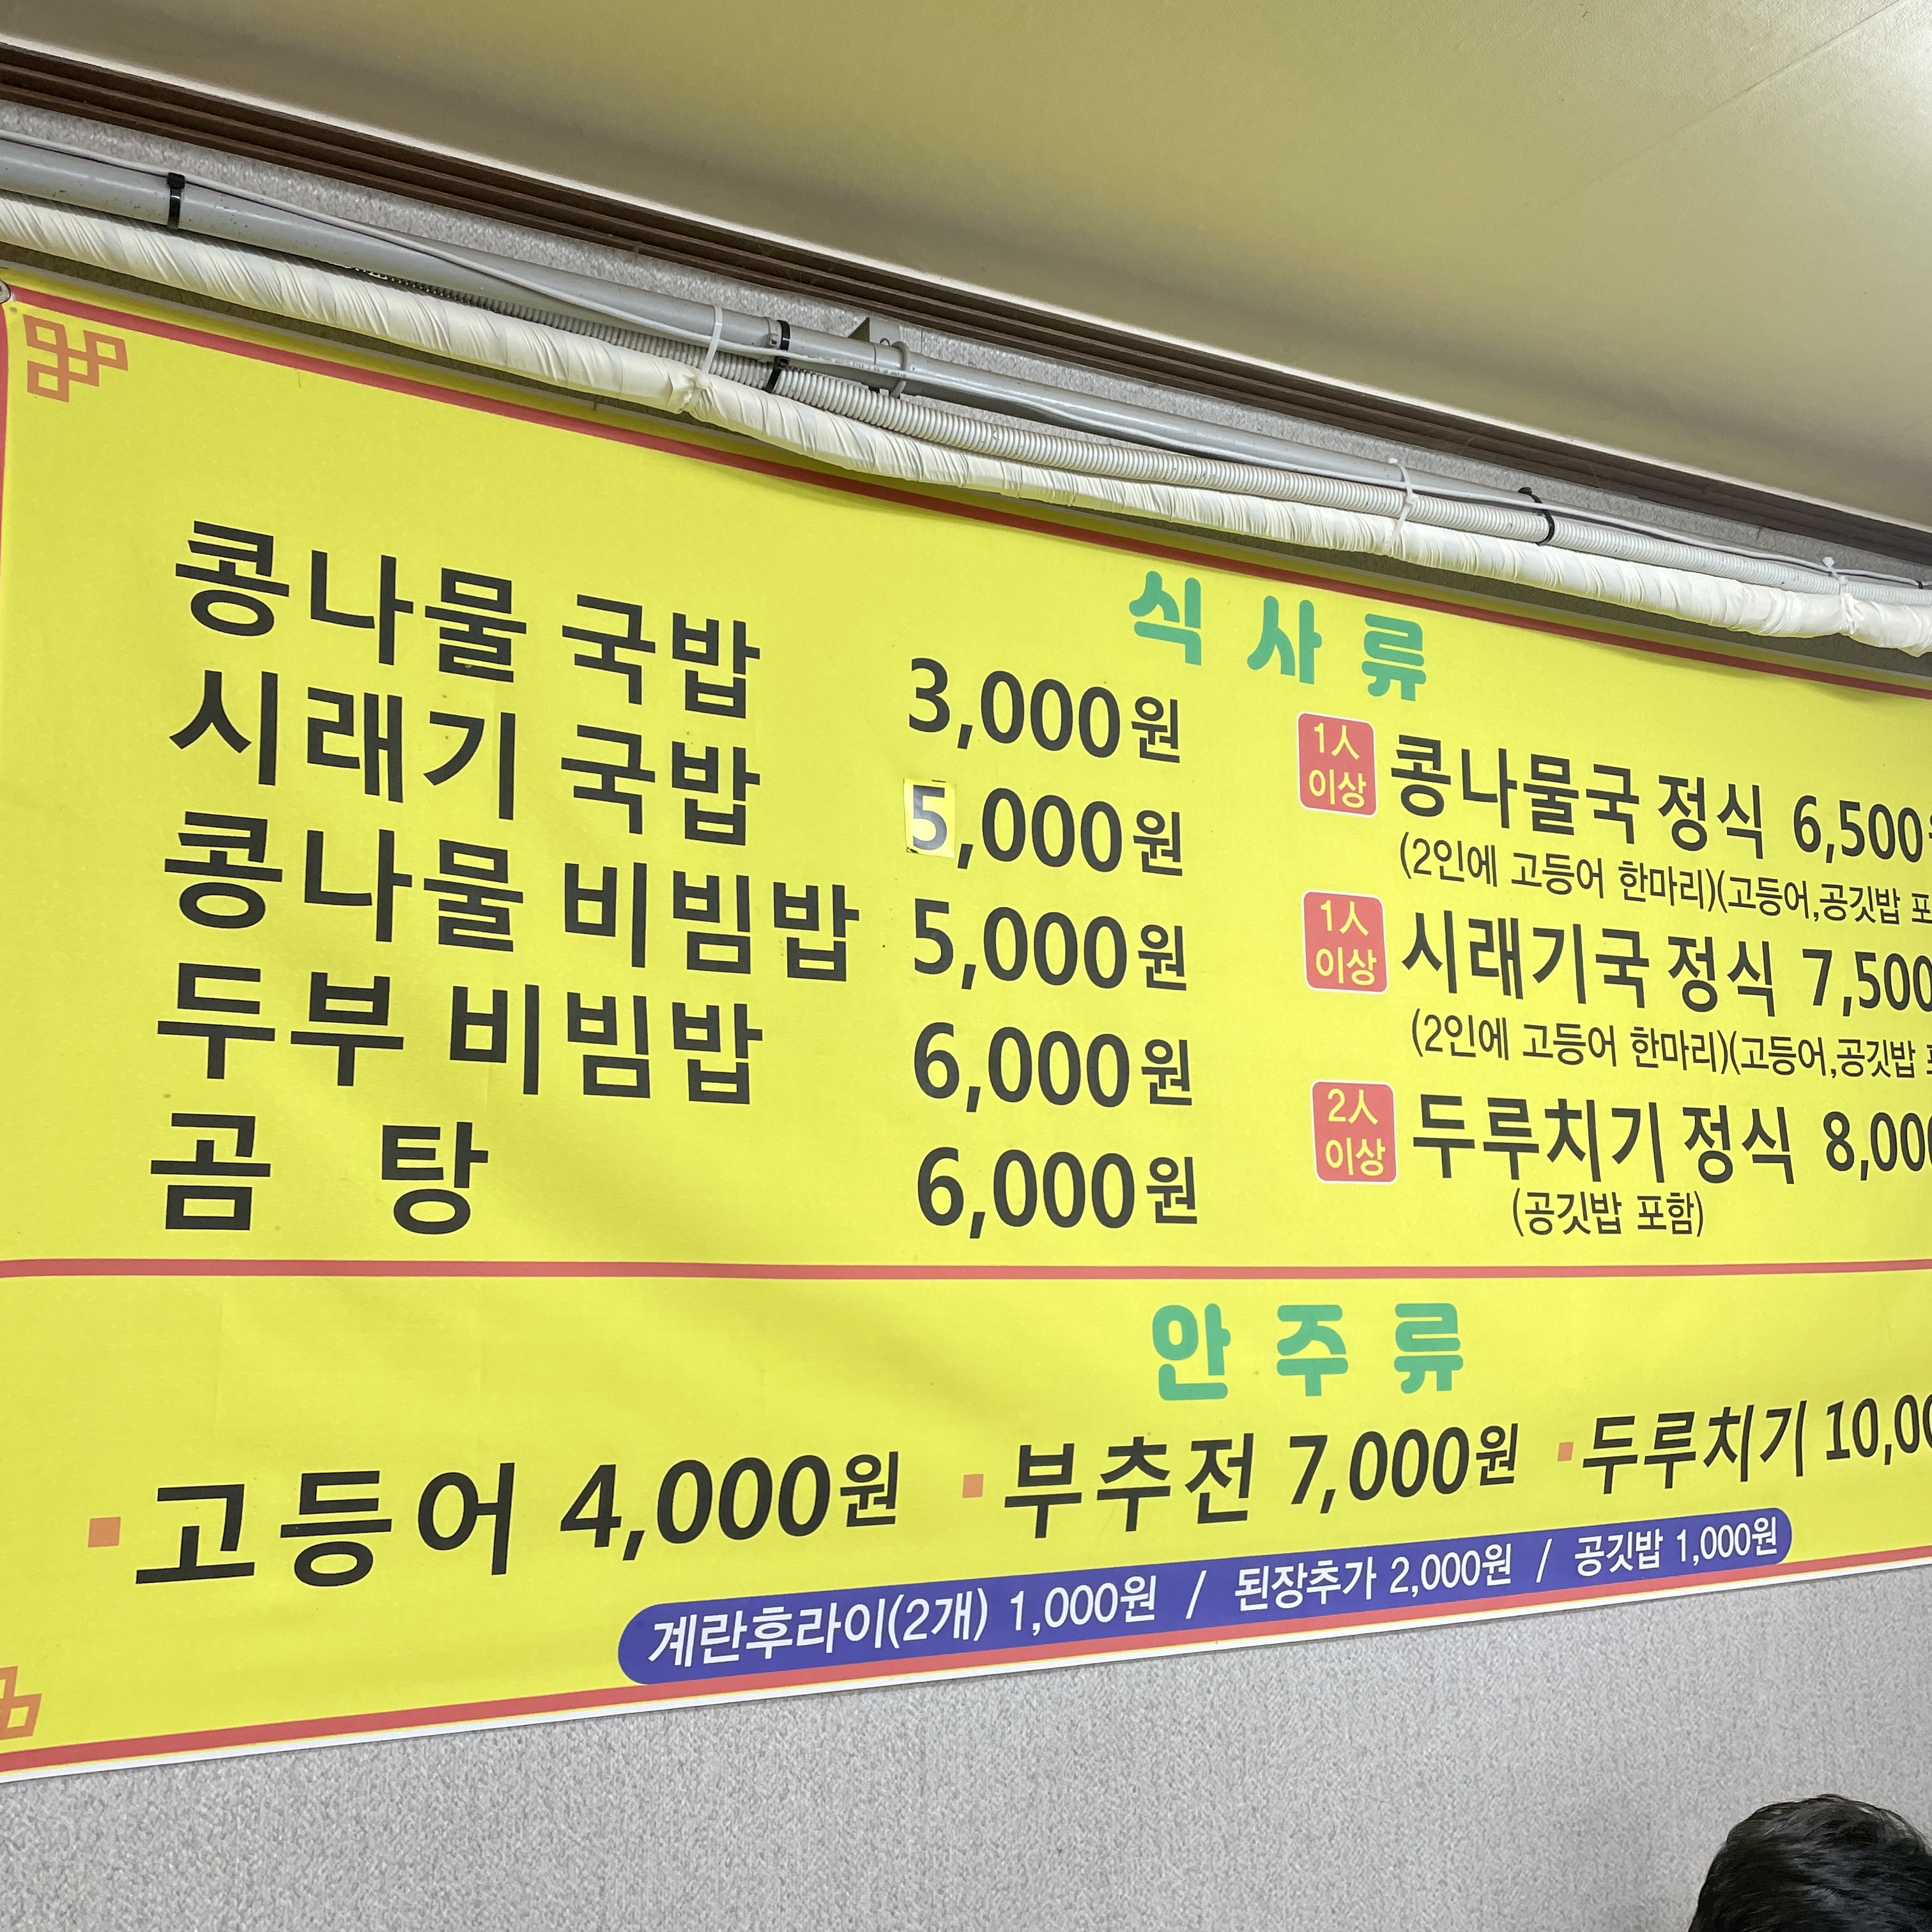 식사류
콩나물 국밥 3,000원
시래기 국밥 5,000원
콩나물 비빔밥 5,000원
두부 비빔밥 6,000원
곰 탕 6,000원
1人 이상 콩나물국 정식 6,500
(2인에 고등어 한마리)(고등어,공깃밥
1人 이상 시래기국 정식 7,500
(2인에 고등어 한마리)(고등어,공깃밥
2人 이상 두루치기 정식 8,000
(공깃밥 포함)
안주류
고등어 4,000원 부추전 7,000원 두루치기 10,00
계란후라이(2개) 1,000원 / 된장추가 2,000원 / 공깃밥 1,000원